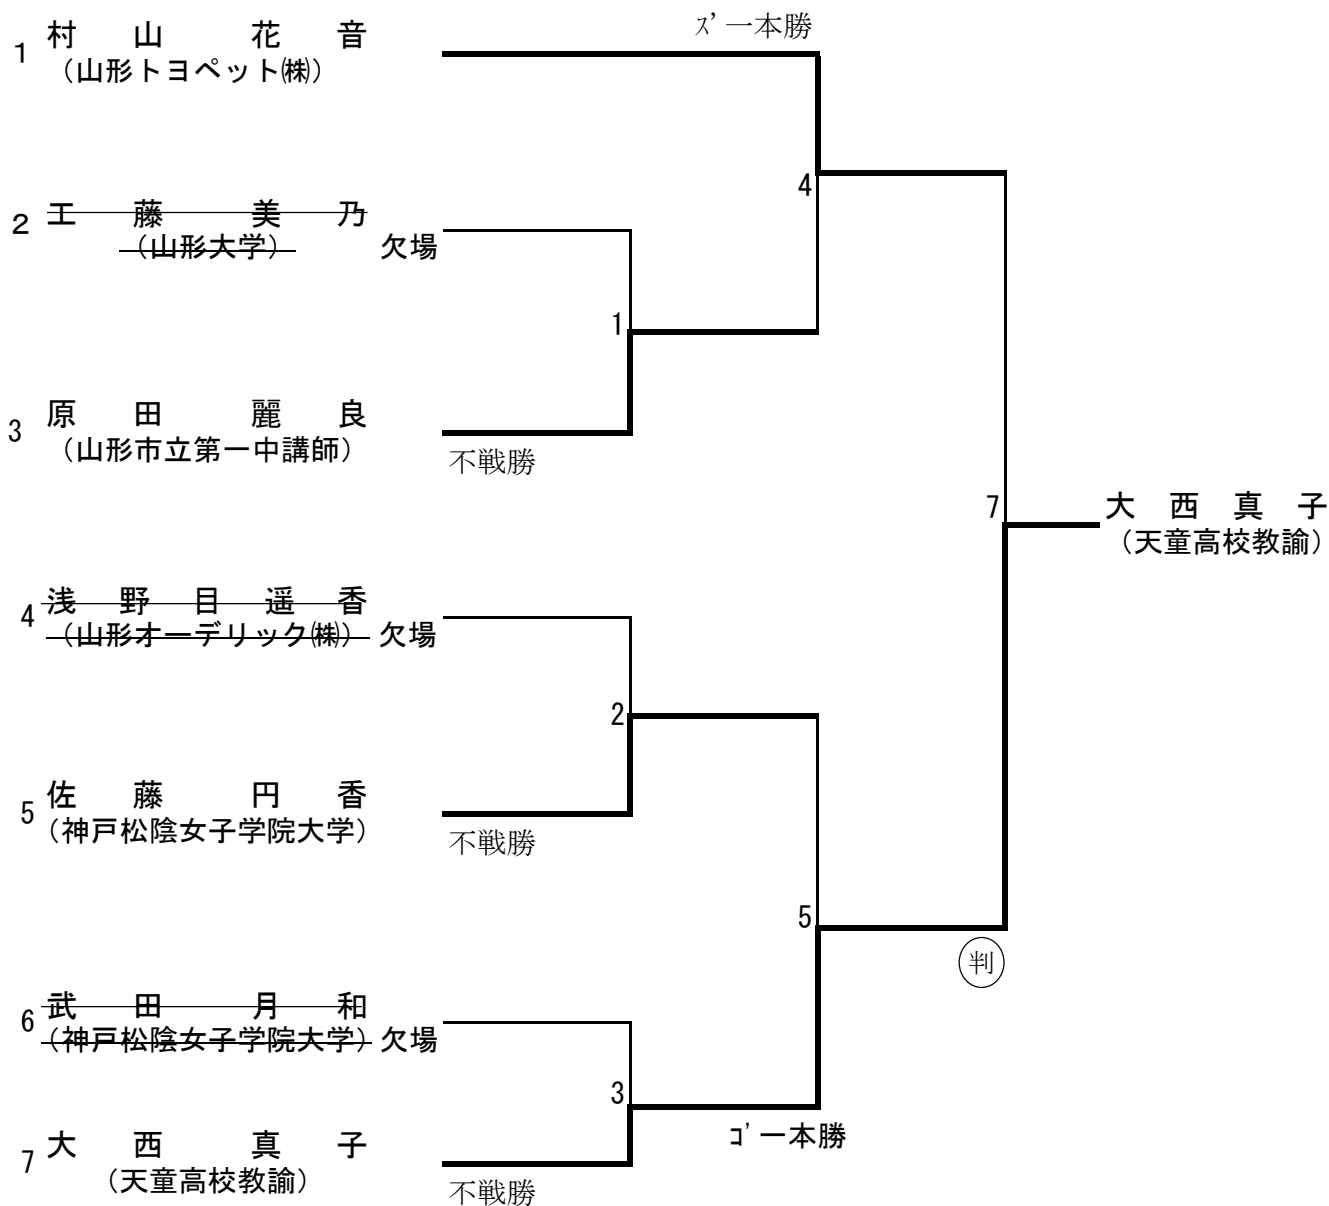 ズ’一本勝
1 村山花音
（山形トヨペット㈱）
4
2 工藤美乃
（山形大学） 欠場
1
3 原田麗良
（山形市立第一中講師）
不戦勝
7 大西真子
（天童高校教諭）
4 浅野目遥香
（山形オーデリック㈱） 欠場
2
5 佐藤円香
（神戸松陰女子学院大学）
不戦勝
5
判
6 武田月和
（神戸松陰女子学院大学） 欠場
3
ｺ’一本勝
7 大西真子
（天童高校教諭）
不戦勝